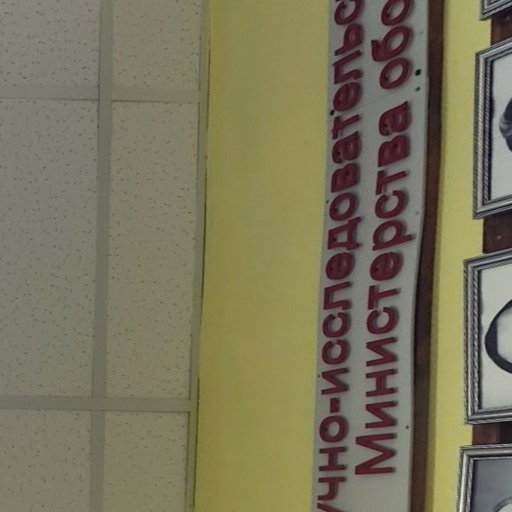 учно-исследовательс
Министерства обо